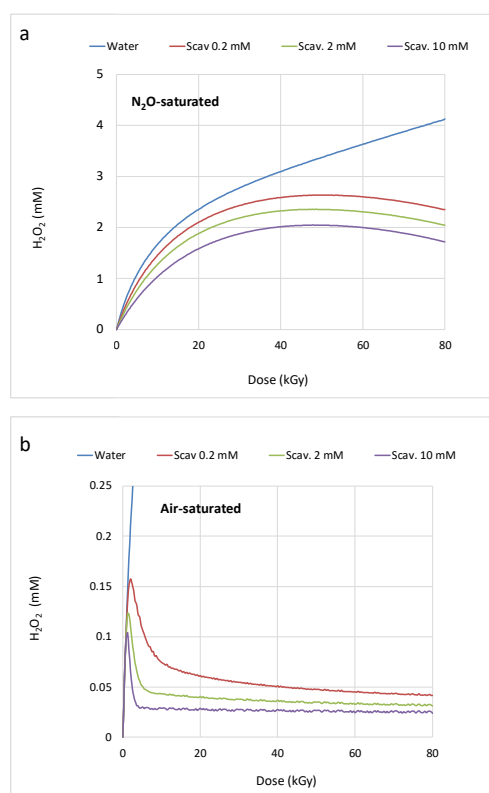 a
Water Scav 0.2 mM Scav. 2 mM Scav. 10 mM
5
N₂O-saturated
4
3
2
1
0
H₂O₂ (mM)
0 20 40 60 80
Dose (kGy)
b
Water Scav 0.2 mM Scav. 2 mM Scav. 10 mM
0.25
Air-saturated
0.2
0.15
0.1
0.05
0
H₂O₂ (mM)
0 20 40 60 80
Dose (kGy)